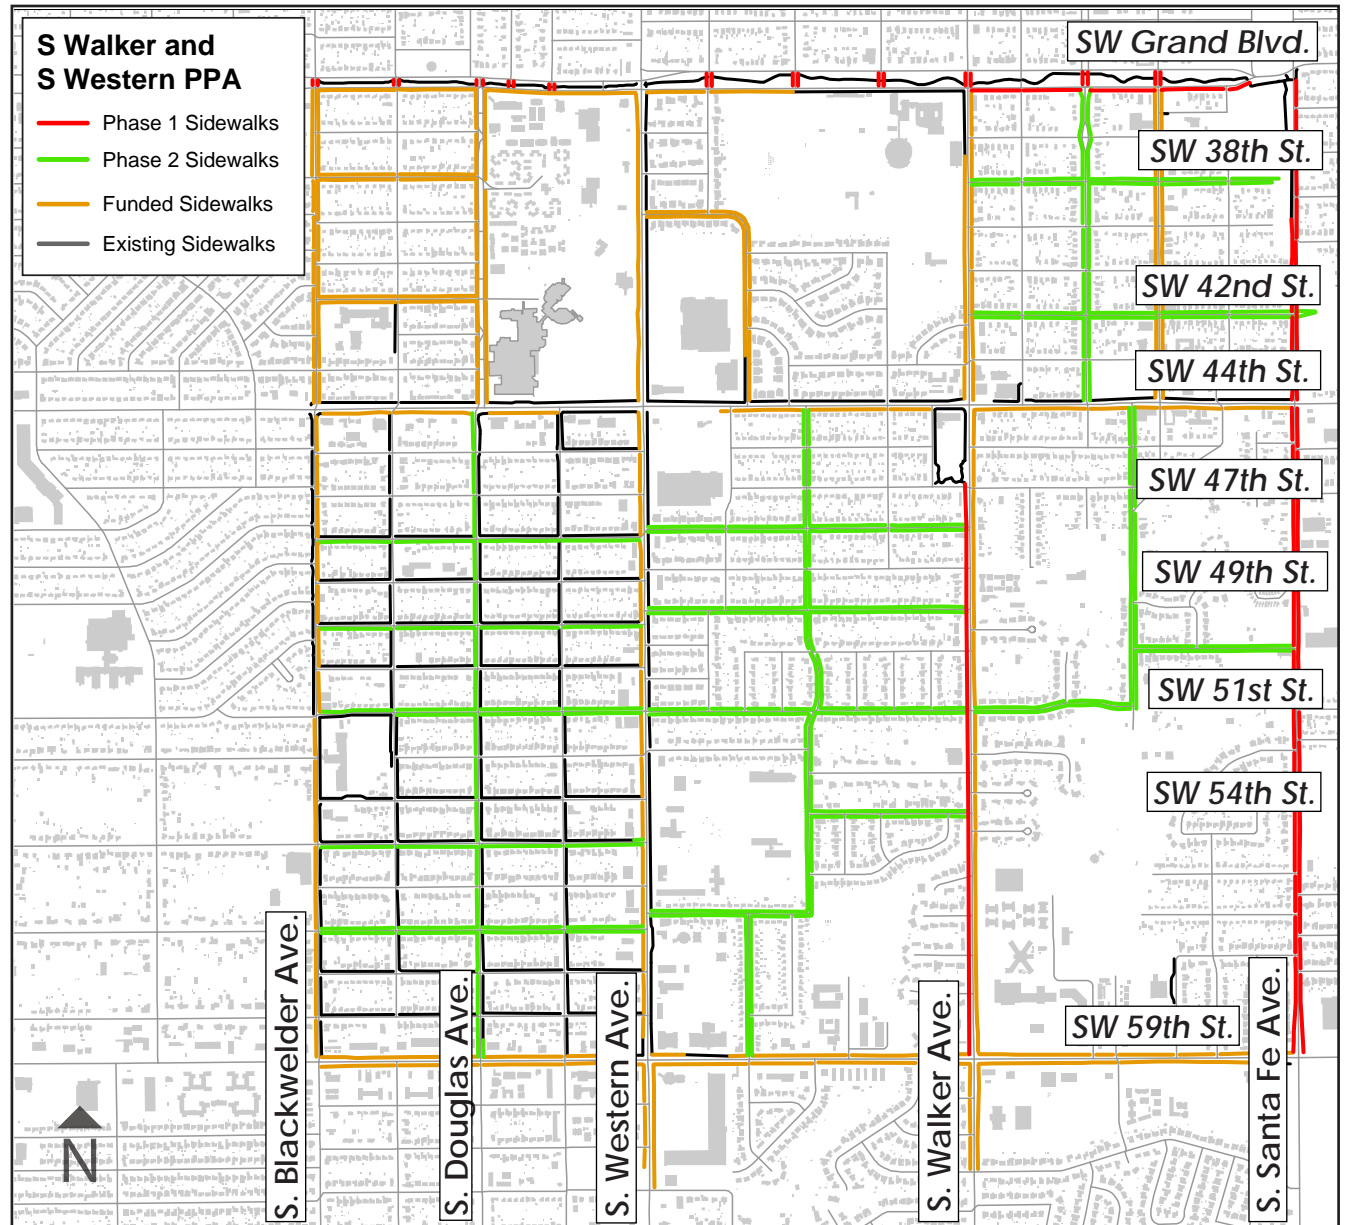 S Walker and
S Western PPA
Phase 1 Sidewalks
Phase 2 Sidewalks
Funded Sidewalks
Existing Sidewalks
SW Grand Blvd.
SW 38th St.
SW 42nd St.
SW 44th St.
SW 47th St.
SW 49th St.
SW 51st St.
SW 54th St.
SW 59th St.
S. Blackwelder Ave.
S. Douglas Ave.
S. Western Ave.
S. Walker Ave.
S. Santa Fe Ave.
N